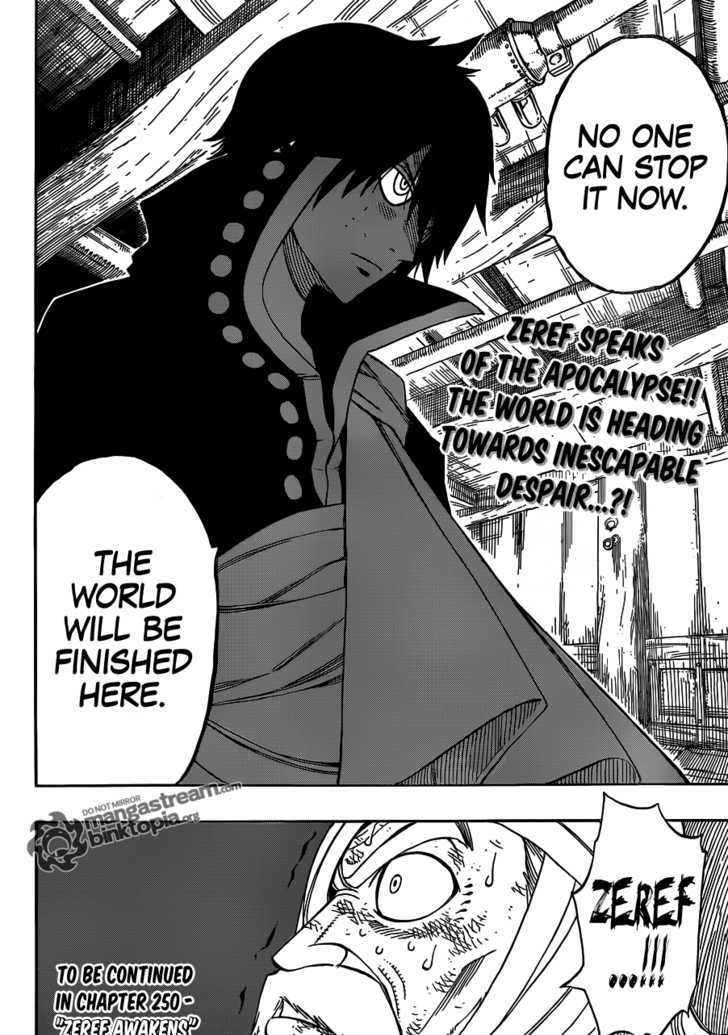 NO ONE
CAN STOP
IT NOW.
ZEREF SPEAKS
OF THE APOCALYPSE!!
THE WORLD IS HEADING
TOWARDS INESCAPABLE
DESPAIR...?!
THE
WORLD
WILL BE
FINISHED
HERE.
DO NOT MIRROR
mangastream.com
binktopia.org
ZEREF
...!!!
TO BE CONTINUED
IN CHAPTER 250 -
"ZEREF AWAKENS"